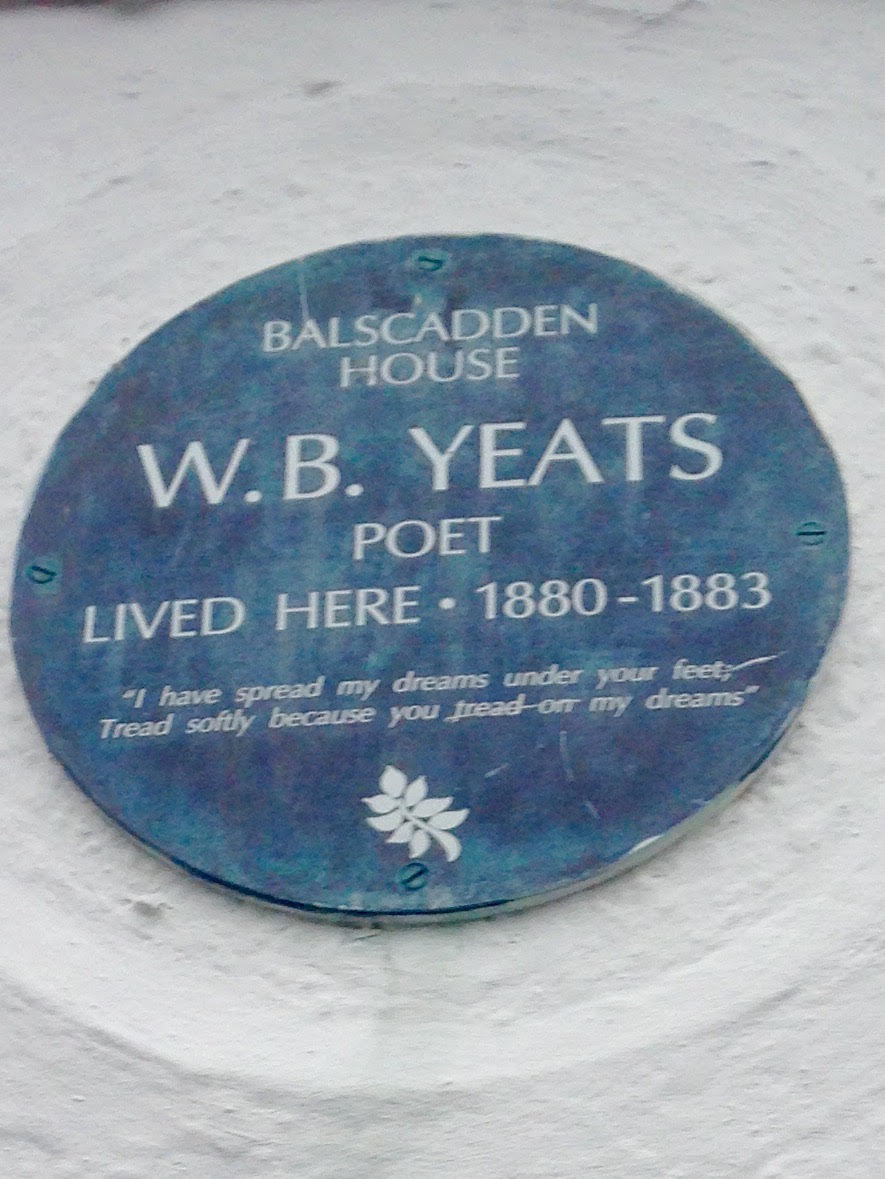 BALSCADDEN
HOUSE
W.B. YEATS
POET
LIVED HERE • 1880-1883
"I have spread my dreams under your feet;
Tread softly because you tread on my dreams"